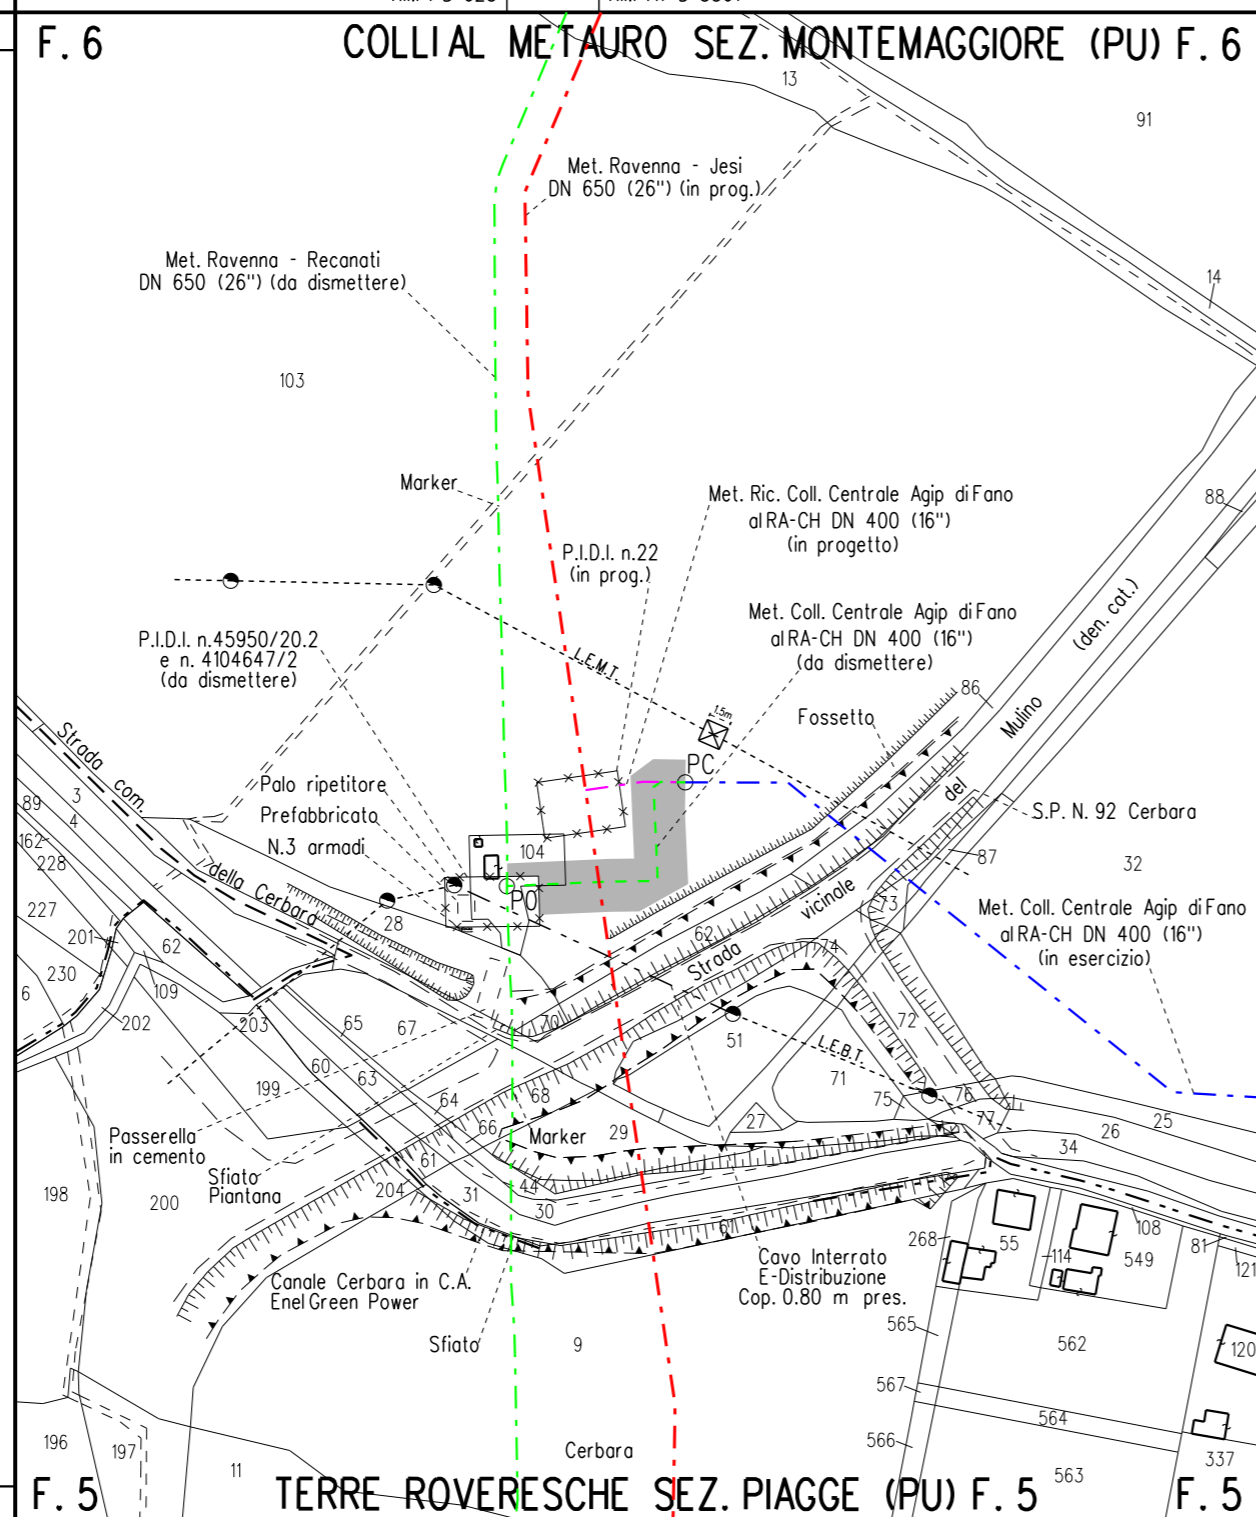 F. 6
COLLI AL METAURO SEZ. MONTEMAGGIORE (PU) F. 6
13
91
Met. Ravenna - Jesi
DN 650 (26") (in prog.)
Met. Ravenna - Recanati
DN 650 (26") (da dismettere)
14
103
Marker
Met. Ric. Coll. Centrale Agip di Fano
al RA-CH DN 400 (16")
(in progetto)
88
P.I.D.I. n.22
(in prog.)
Met. Coll. Centrale Agip di Fano
al RA-CH DN 400 (16")
(da dismettere)
(den. cat.)
P.I.D.I. n.45950/20.2
e n. 4104647/2
(da dismettere)
L.E.M.T.
86
Mulino
1.5m
Fossetto
Strada com.
PC
del
Palo ripetitore
Prefabbricato
N.3 armadi
S.P. N. 92 Cerbara
89
3
4
162
228
104
87
32
della Cerbara
P0
vicinale
73
227
28
62
Met. Coll. Centrale Agip di Fano
al RA-CH DN 400 (16")
(in esercizio)
201
62
Strada
74
230
6
109
202
203
65
67
70
51
72
L.E.B.T.
60
63
199
64
68
71
75
76
77
27
25
26
34
66
Marker
29
Passerella
in cemento
61
Sfiato
Piantana
198
200
204
31
44
30
61
268
55
114
108
549
81
121
Canale Cerbara in C.A.
Enel Green Power
Cavo Interrato
E-Distribuzione
Cop. 0.80 m pres.
Sfiato
9
565
562
120
567
564
566
563
337
196
197
11
Cerbara
F. 5
TERRE ROVERESCHE SEZ. PIAGGE (PU) F. 5
F. 5